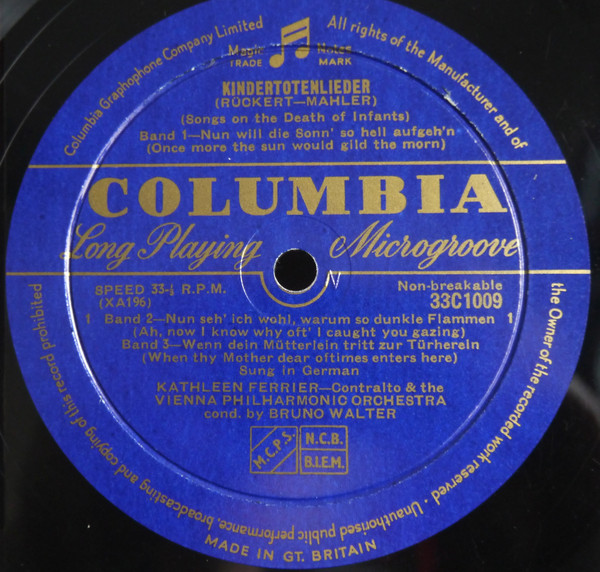 Columbia Graphophone Company Limited
All rights of the Manufacturer and of
the Owner of the recorded work reserved · Unauthorised public performance, broadcasting and copying of this record prohibited
Magic Notes
TRADE MARK
KINDERTOTENLIEDER
(RÜCKERT—MAHLER)
(Songs on the Death of Infants)
Band 1—Nun will die Sonn' so hell aufgeh'n
(Once more the sun would gild the morn)
COLUMBIA
Long Playing Microgroove
SPEED 33⅓ R.P.M.
(XA196)
Non-breakable
33C1009
1 Band 2—Nun seh' ich wohl, warum so dunkle Flammen 1
(Ah, now I know why oft' I caught you gazing)
Band 3—Wenn dein Mütterlein tritt zur Türherein
(When thy Mother dear oftimes enters here)
Sung in German
KATHLEEN FERRIER—Contralto & the
VIENNA PHILHARMONIC ORCHESTRA
cond. by BRUNO WALTER
M.C.P.S.
N.C.B.
B.I.E.M.
MADE IN GT. BRITAIN